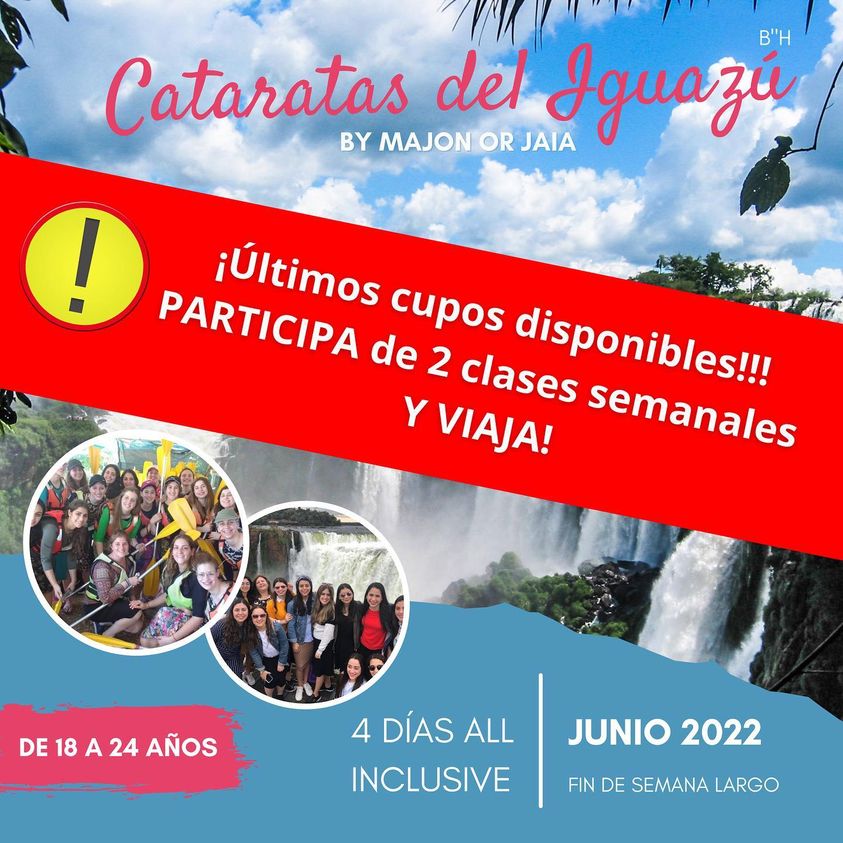 B"H
Cataratas del Iguazú
BY MAJON OR JAIA
!
¡Últimos cupos disponibles!!!
PARTICIPA de 2 clases semanales
Y VIAJA!
DE 18 A 24 AÑOS
4 DÍAS ALL
INCLUSIVE
JUNIO 2022
FIN DE SEMANA LARGO